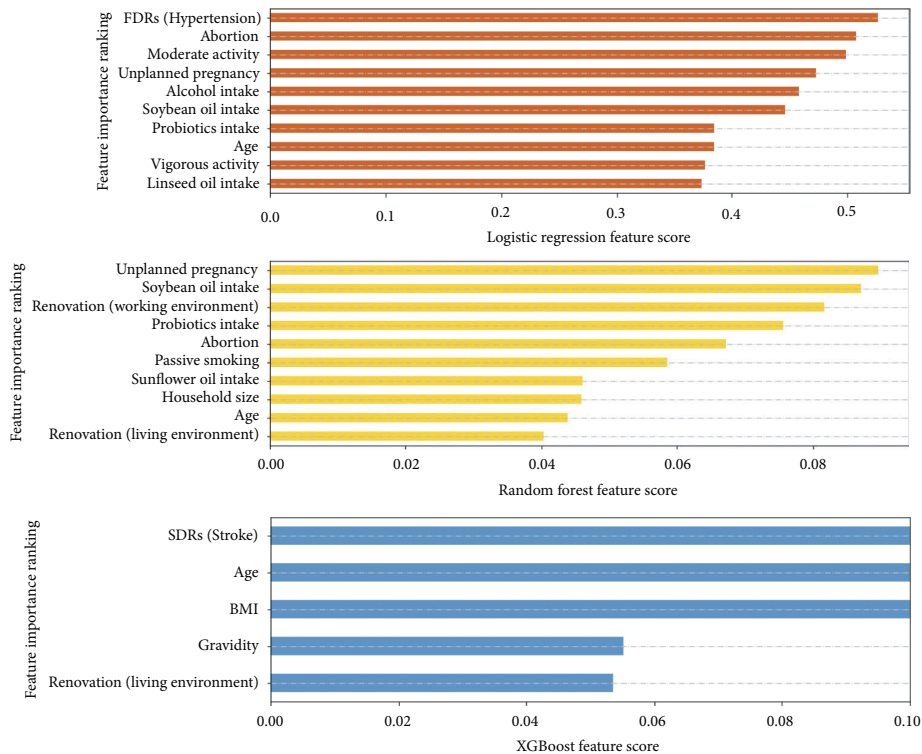 Feature importance ranking
FDRs (Hypertension)
Abortion
Moderate activity
Unplanned pregnancy
Alcohol intake
Soybean oil intake
Probiotics intake
Age
Vigorous activity
Linseed oil intake
0.0 0.1 0.2 0.3 0.4 0.5
Logistic regression feature score
Feature importance ranking
Unplanned pregnancy
Soybean oil intake
Renovation (working environment)
Probiotics intake
Abortion
Passive smoking
Sunflower oil intake
Household size
Age
Renovation (living environment)
0.00 0.02 0.04 0.06 0.08
Random forest feature score
Feature importance ranking
SDRs (Stroke)
Age
BMI
Gravidity
Renovation (living environment)
0.00 0.02 0.04 0.06 0.08 0.10
XGBoost feature score